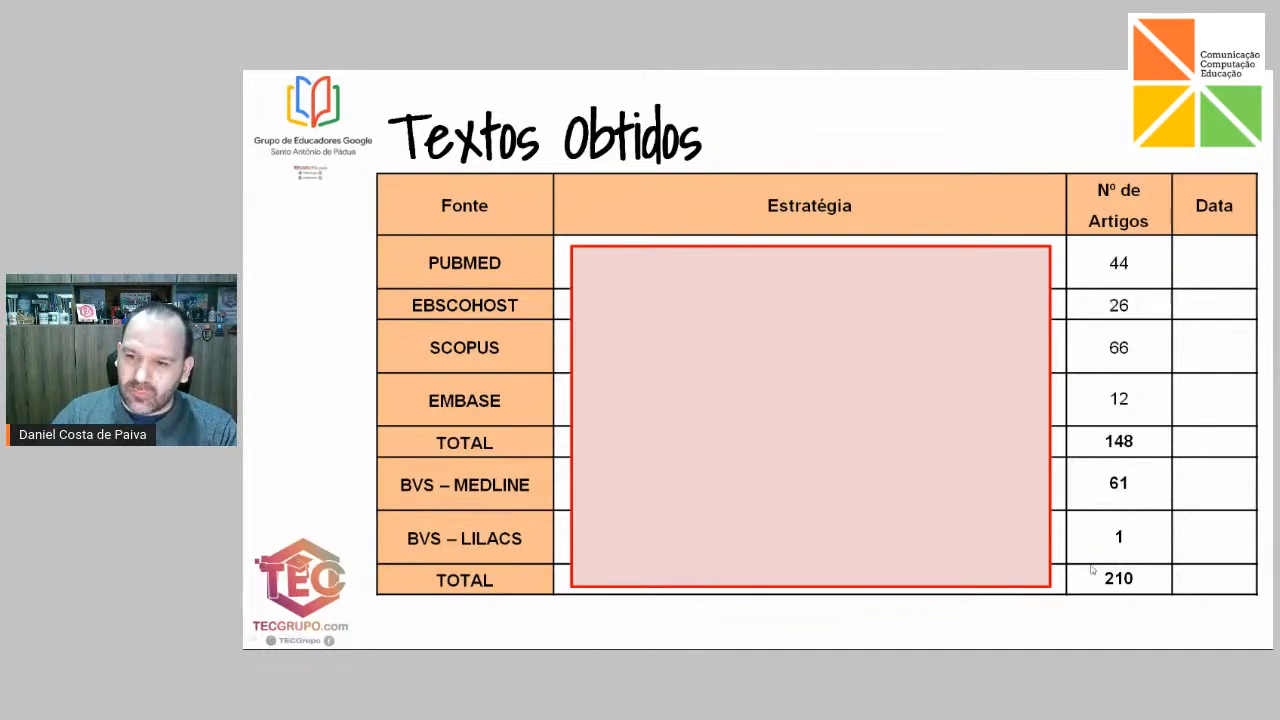 Comunicação
Computação
Educação
Grupo de Educadores Google
Santo Antônio de Pádua
TECGRUPO.com
Textos Obtidos
Fonte Estratégia Nº de Artigos Data
PUBMED 44
EBSCOHOST 26
SCOPUS 66
EMBASE 12
TOTAL 148
BVS – MEDLINE 61
BVS – LILACS 1
TOTAL 210
Daniel Costa de Paiva
TEC
TECGRUPO.com
TECGrupo